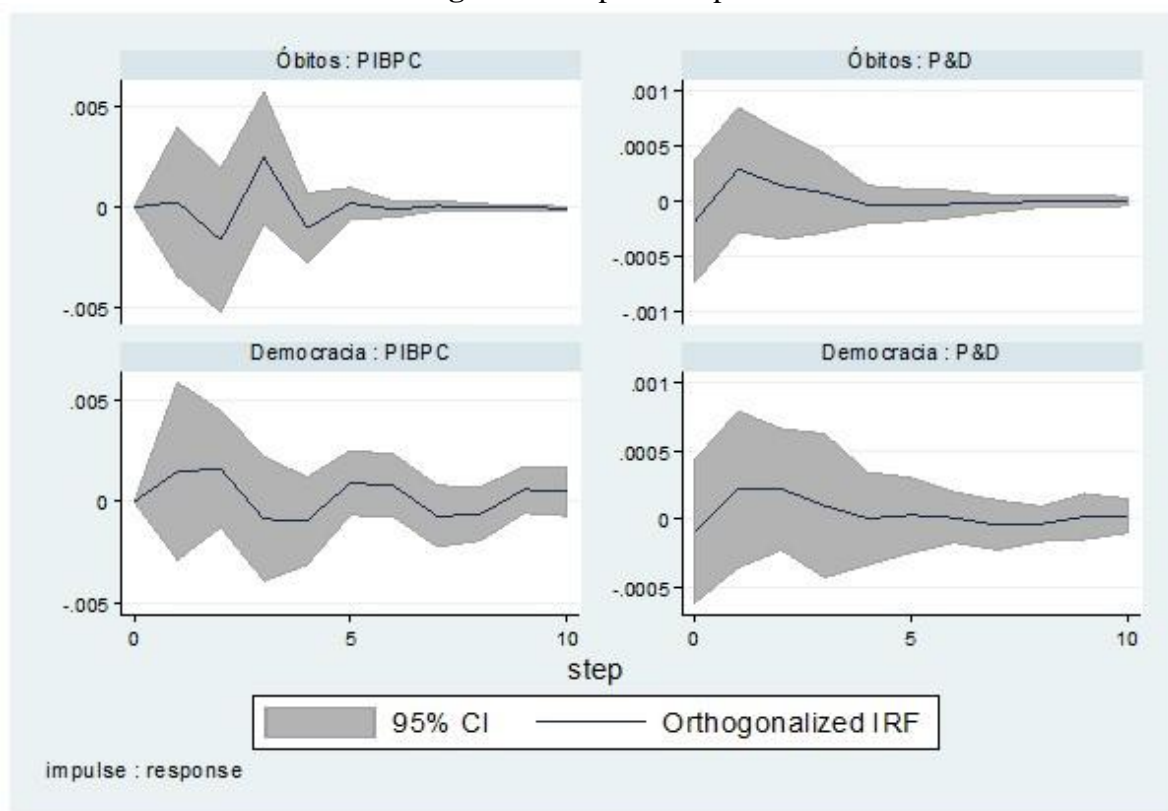 Óbitos : PIBPC
.005
0
-.005
Óbitos : P&D
.001
.0005
0
-.0005
-.001
Democracia : PIBPC
.005
0
-.005
0
5
10
Democracia : P&D
.001
.0005
0
-.0005
0
5
10
step
95% CI
Orthogonalized IRF
impulse : response